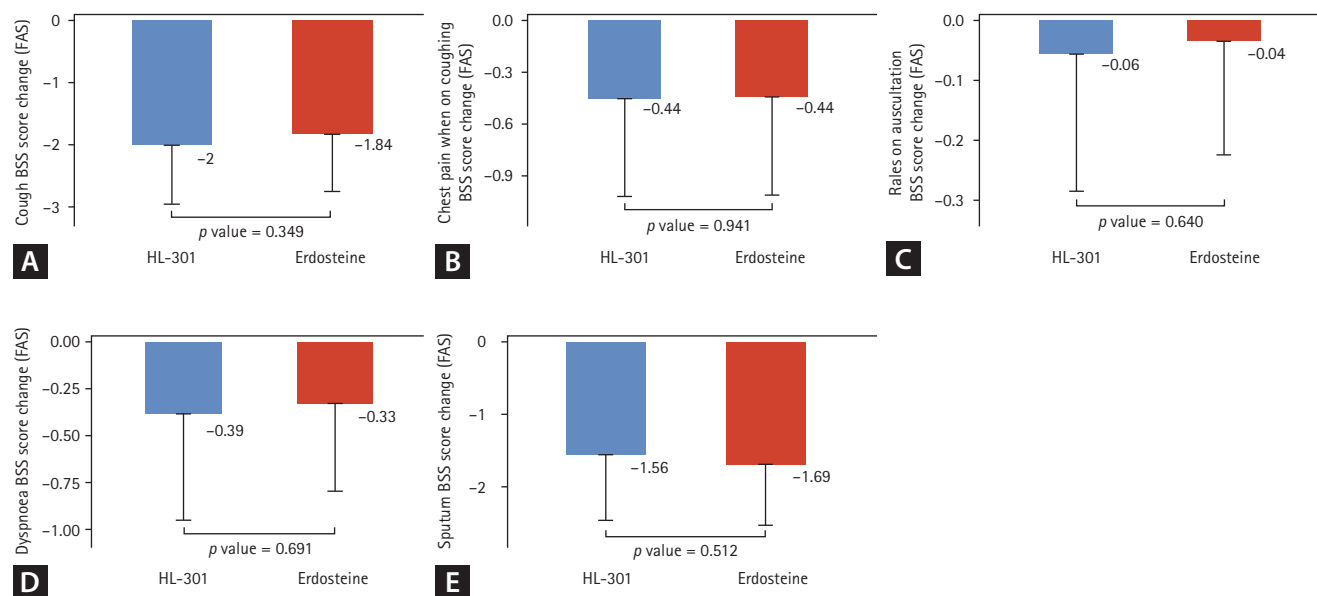 Cough BSS score change (FAS)
0
−1
−2
−3
−2
−1.84
p value = 0.349
HL-301
Erdosteine
A
Chest pain when on coughing
BSS score change (FAS)
0.0
−0.3
−0.6
−0.9
−0.44
−0.44
p value = 0.941
HL-301
Erdosteine
B
Rales on auscultation
BSS score change (FAS)
0.0
−0.1
−0.2
−0.3
−0.06
−0.04
p value = 0.640
HL-301
Erdosteine
C
Dyspnoea BSS score change (FAS)
0.00
−0.25
−0.50
−0.75
−1.00
−0.39
−0.33
p value = 0.691
HL-301
Erdosteine
D
Sputum BSS score change (FAS)
0
−1
−2
−1.56
−1.69
p value = 0.512
HL-301
Erdosteine
E